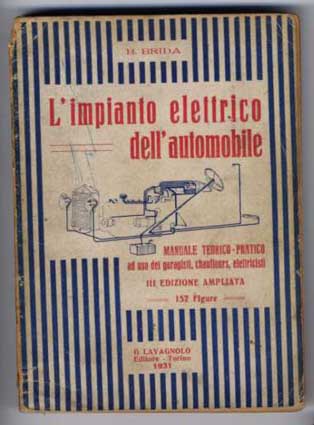 B. BRIDA
L'impianto elettrico
dell'automobile
MANUALE TEORICO-PRATICO
ad uso dei garagisti, chauffeurs, elettricisti
III EDIZIONE AMPLIATA
152 Figure
G. LAVAGNOLO
Editore - Torino
1931